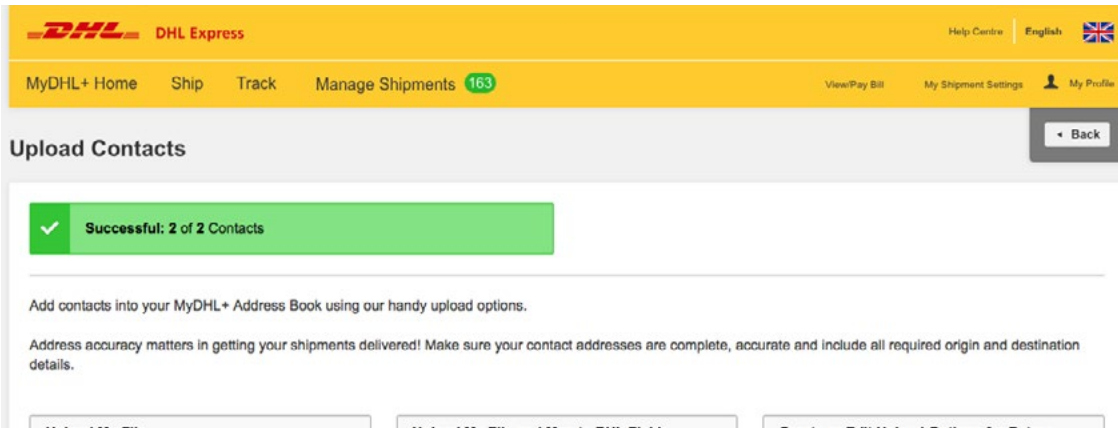 DHL DHL Express
Help Centre English
MyDHL+ Home Ship Track Manage Shipments 163
View/Pay Bill My Shipment Settings My Profile
Back
Upload Contacts
Successful: 2 of 2 Contacts
Add contacts into your MyDHL+ Address Book using our handy upload options.
Address accuracy matters in getting your shipments delivered! Make sure your contact addresses are complete, accurate and include all required origin and destination
details.